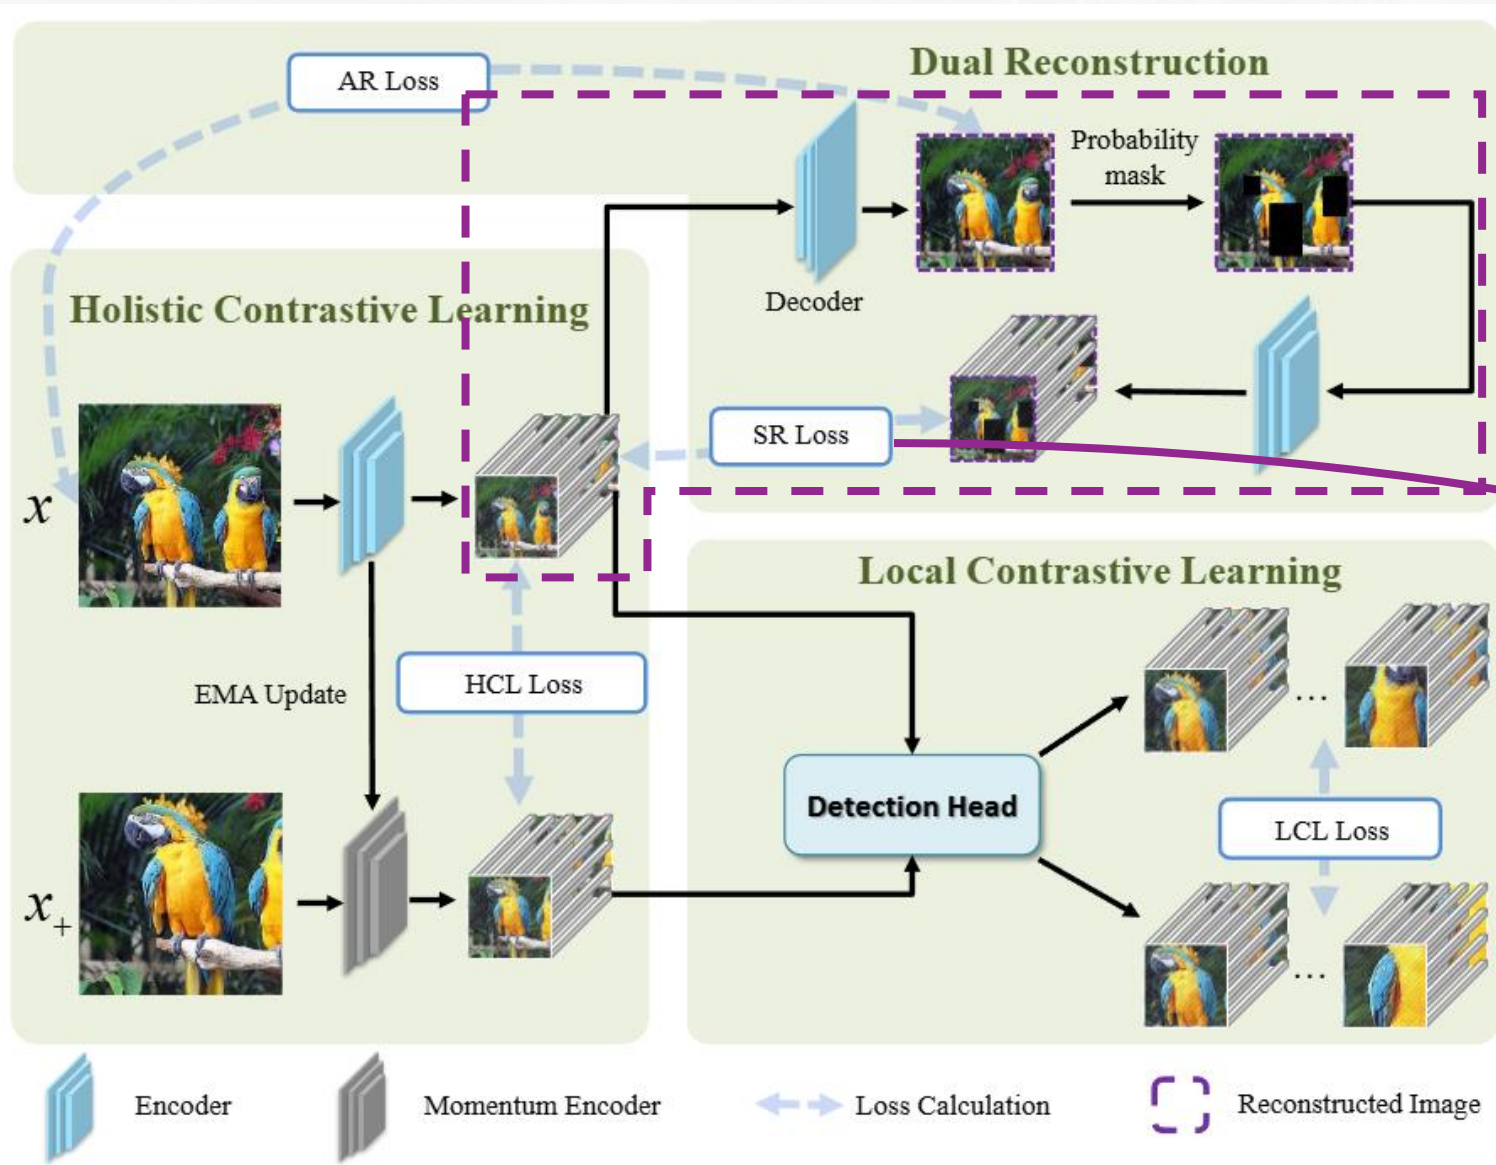 AR Loss
Dual Reconstruction
Probability
mask
Decoder
Holistic Contrastive Learning
SR Loss
x
Local Contrastive Learning
EMA Update
HCL Loss
...
Detection Head
LCL Loss
x+
...
Encoder
Momentum Encoder
Loss Calculation
Reconstructed Image